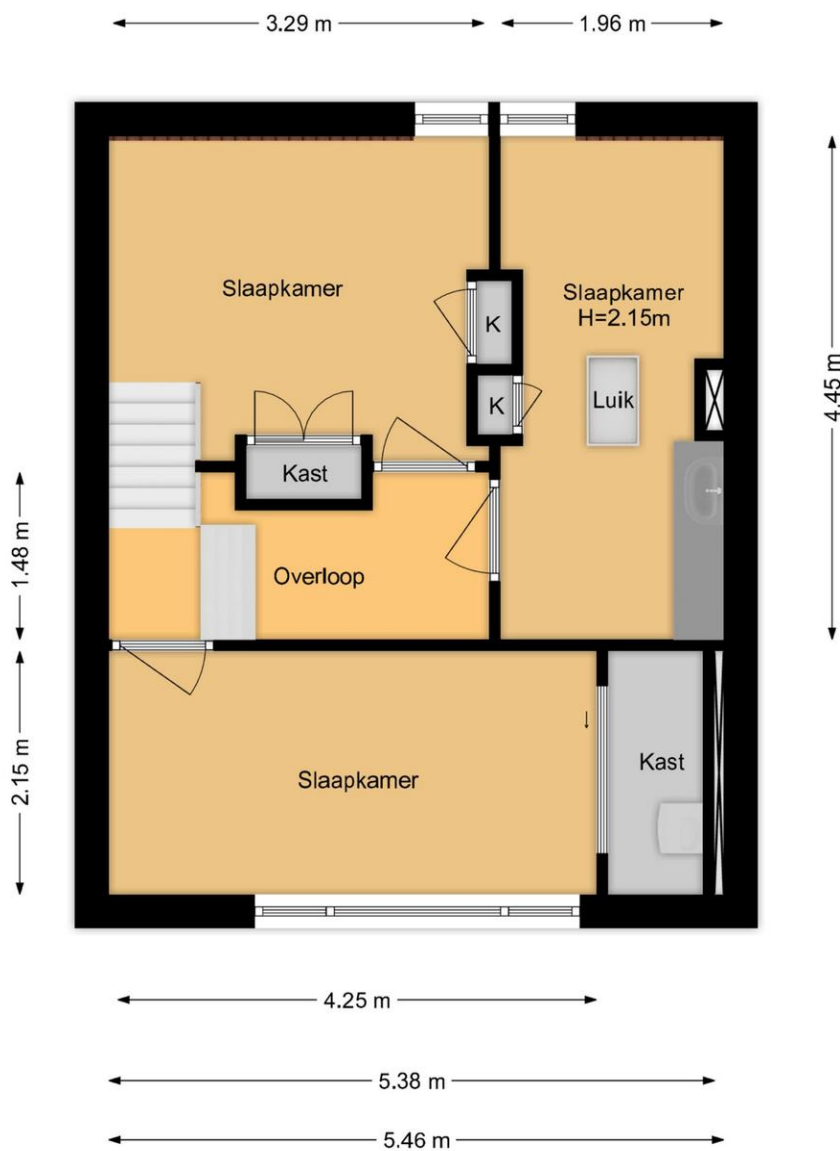 3.29 m
1.96 m
Slaapkamer
Slaapkamer
H=2.15m
K
K
Luik
4.45 m
Kast
1.48 m
Overloop
2.15 m
Slaapkamer
Kast
4.25 m
5.38 m
5.46 m